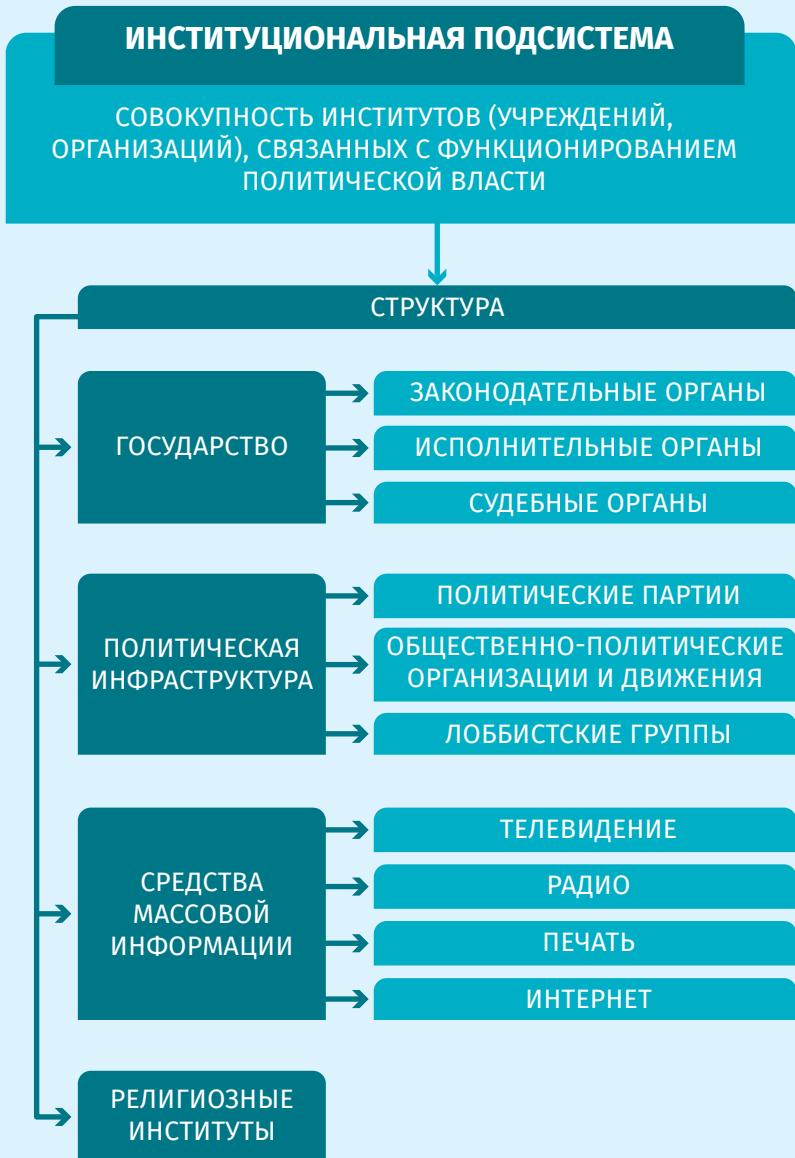 ИНСТИТУЦИОНАЛЬНАЯ ПОДСИСТЕМА
СОВОКУПНОСТЬ ИНСТИТУТОВ (УЧРЕЖДЕНИЙ,
ОРГАНИЗАЦИЙ), СВЯЗАННЫХ С ФУНКЦИОНИРОВАНИЕМ
ПОЛИТИЧЕСКОЙ ВЛАСТИ
СТРУКТУРА
ГОСУДАРСТВО
ЗАКОНОДАТЕЛЬНЫЕ ОРГАНЫ
ИСПОЛНИТЕЛЬНЫЕ ОРГАНЫ
СУДЕБНЫЕ ОРГАНЫ
ПОЛИТИЧЕСКАЯ
ИНФРАСТРУКТУРА
ПОЛИТИЧЕСКИЕ ПАРТИИ
ОБЩЕСТВЕННО-ПОЛИТИЧЕСКИЕ
ОРГАНИЗАЦИИ И ДВИЖЕНИЯ
ЛОББИСТСКИЕ ГРУППЫ
СРЕДСТВА
МАССОВОЙ
ИНФОРМАЦИИ
ТЕЛЕВИДЕНИЕ
РАДИО
ПЕЧАТЬ
ИНТЕРНЕТ
РЕЛИГИОЗНЫЕ
ИНСТИТУТЫ